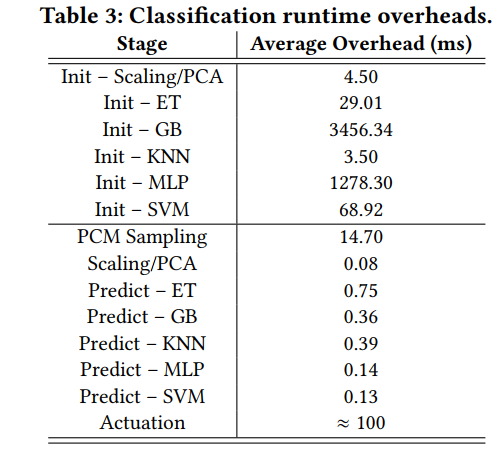 Table 3: Classification runtime overheads.
Stage Average Overhead (ms)
Init – Scaling/PCA 4.50
Init – ET 29.01
Init – GB 3456.34
Init – KNN 3.50
Init – MLP 1278.30
Init – SVM 68.92
PCM Sampling 14.70
Scaling/PCA 0.08
Predict – ET 0.75
Predict – GB 0.36
Predict – KNN 0.39
Predict – MLP 0.14
Predict – SVM 0.13
Actuation ≈ 100